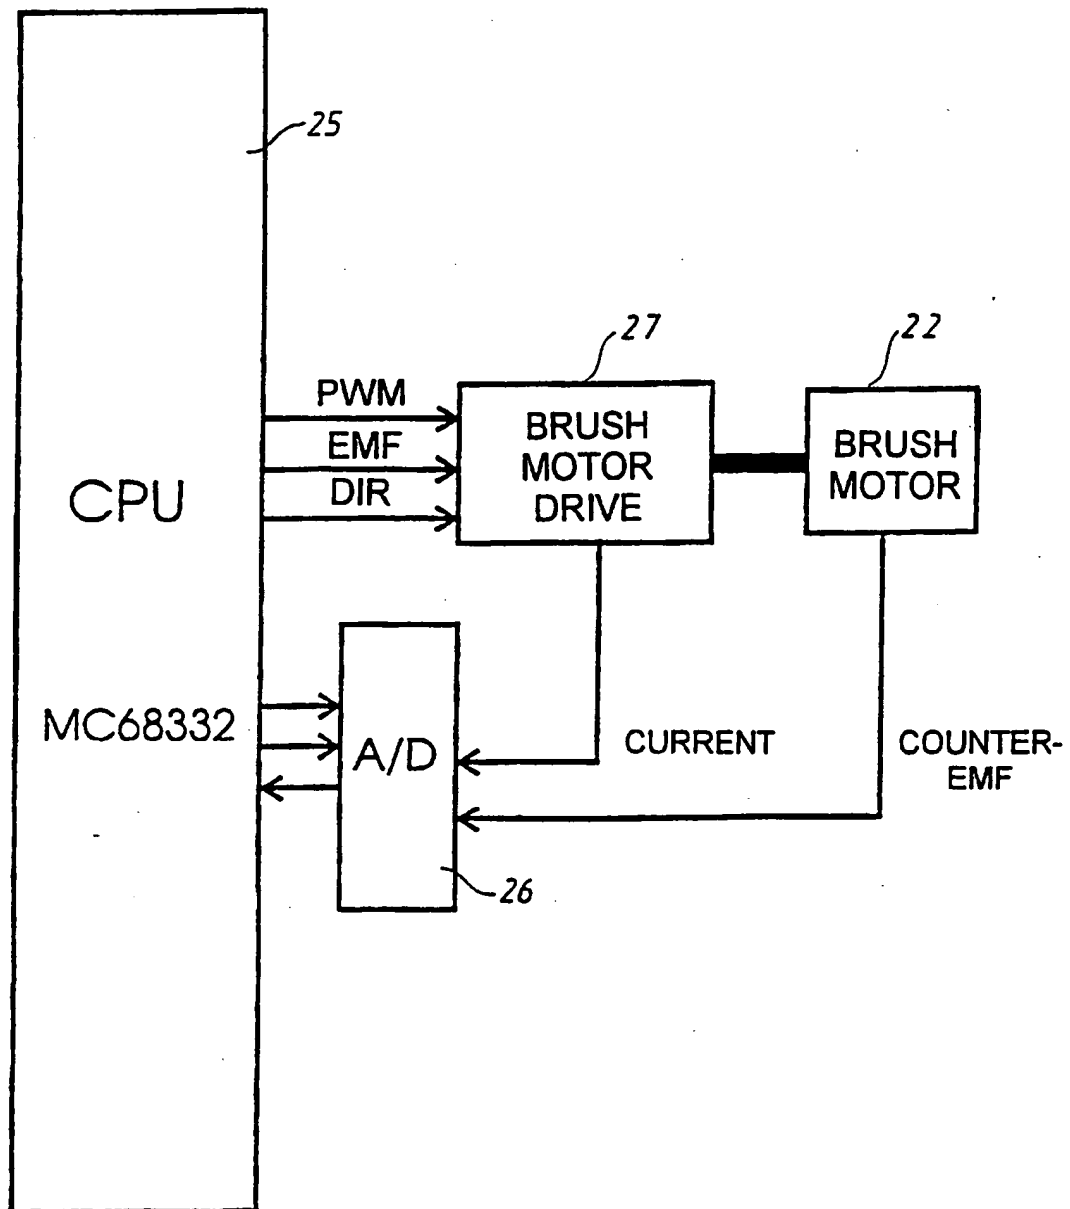 25
27
22
PWM
EMF
DIR
BRUSH
MOTOR
DRIVE
BRUSH
MOTOR
CPU
MC68332
A/D
CURRENT
COUNTER-
EMF
26